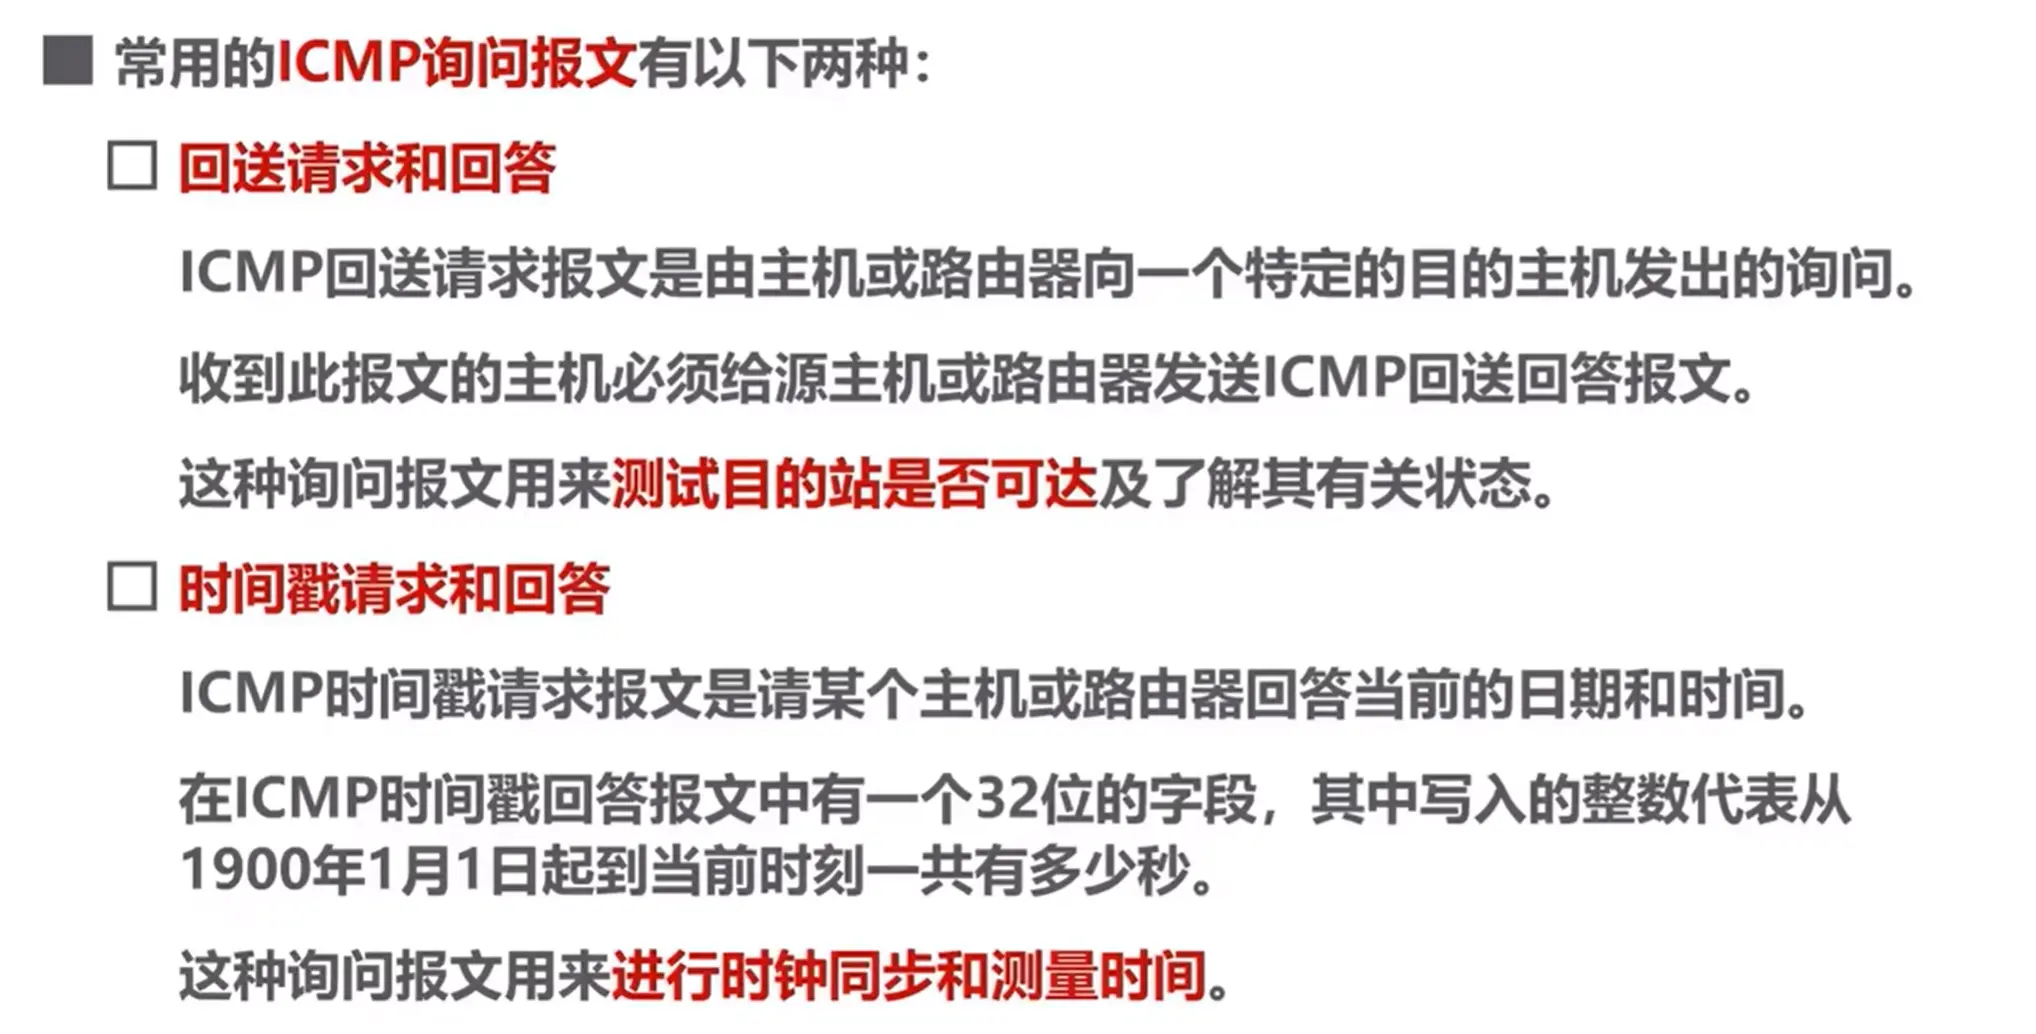 常用的ICMP询问报文有以下两种：
回送请求和回答
ICMP回送请求报文是由主机或路由器向一个特定的目的主机发出的询问。
收到此报文的主机必须给源主机或路由器发送ICMP回送回答报文。
这种询问报文用来测试目的站是否可达及了解其有关状态。
时间戳请求和回答
ICMP时间戳请求报文是请某个主机或路由器回答当前的日期和时间。
在ICMP时间戳回答报文中有一个32位的字段，其中写入的整数代表从
1900年1月1日起到当前时刻一共有多少秒。
这种询问报文用来进行时钟同步和测量时间。